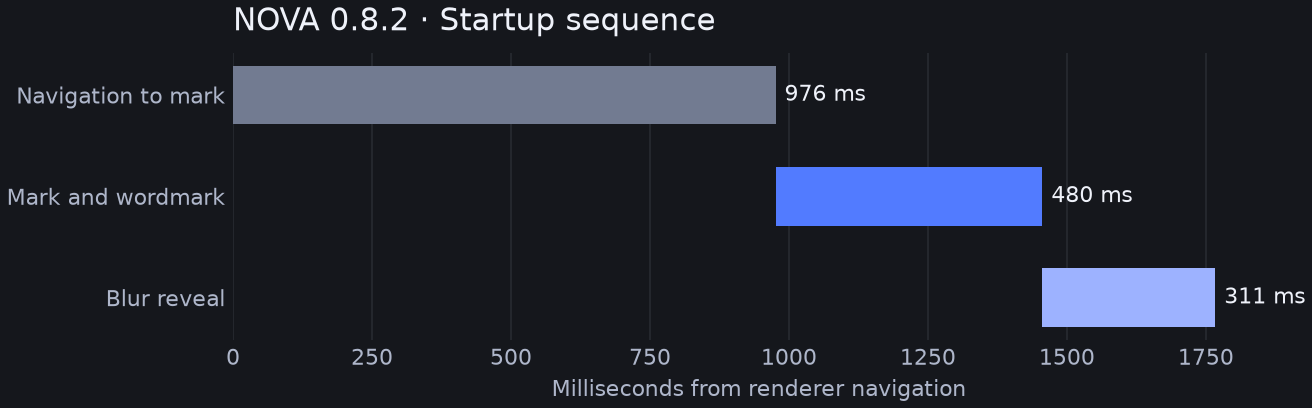 NOVA 0.8.2 · Startup sequence
Navigation to mark
976 ms
Mark and wordmark
480 ms
Blur reveal
311 ms
0 250 500 750 1000 1250 1500 1750
Milliseconds from renderer navigation